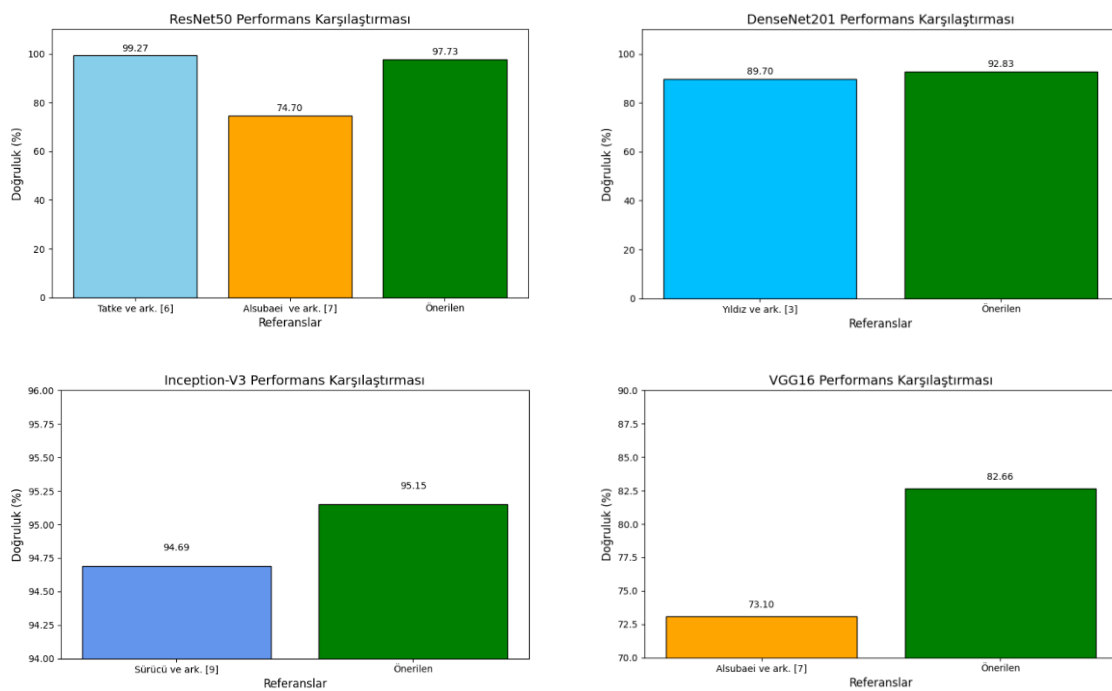 ResNet50 Performans Karşılaştırması
Doğruluk (%)
100
80
60
40
20
0
99.27
74.70
97.73
Tatke ve ark. [6]
Alsubaei ve ark. [7]
Önerilen
Referanslar
DenseNet201 Performans Karşılaştırması
Doğruluk (%)
100
80
60
40
20
0
89.70
92.83
Yıldız ve ark. [3]
Önerilen
Referanslar
Inception-V3 Performans Karşılaştırması
Doğruluk (%)
96.00
95.75
95.50
95.25
95.00
94.75
94.50
94.25
94.00
94.69
95.15
Sürücü ve ark. [9]
Önerilen
Referanslar
VGG16 Performans Karşılaştırması
Doğruluk (%)
90.0
87.5
85.0
82.5
80.0
77.5
75.0
72.5
70.0
73.10
82.66
Alsubaei ve ark. [7]
Önerilen
Referanslar